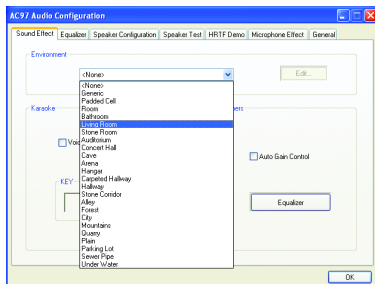 AC97 Audio Configuration
Sound Effect Equalizer Speaker Configuration Speaker Test HRTF Demo Microphone Effect General
Environment
<None>
Edit...
<None>
Generic
Padded Cell
Room
Bathroom
Living Room
Stone Room
Auditorium
Concert Hall
Cave
Arena
Hangar
Carpeted Hallway
Hallway
Stone Corridor
Alley
Forest
City
Mountains
Quarry
Plain
Parking Lot
Sewer Pipe
Under Water
Karaoke
Auto Gain Control
KEY
Equalizer
OK